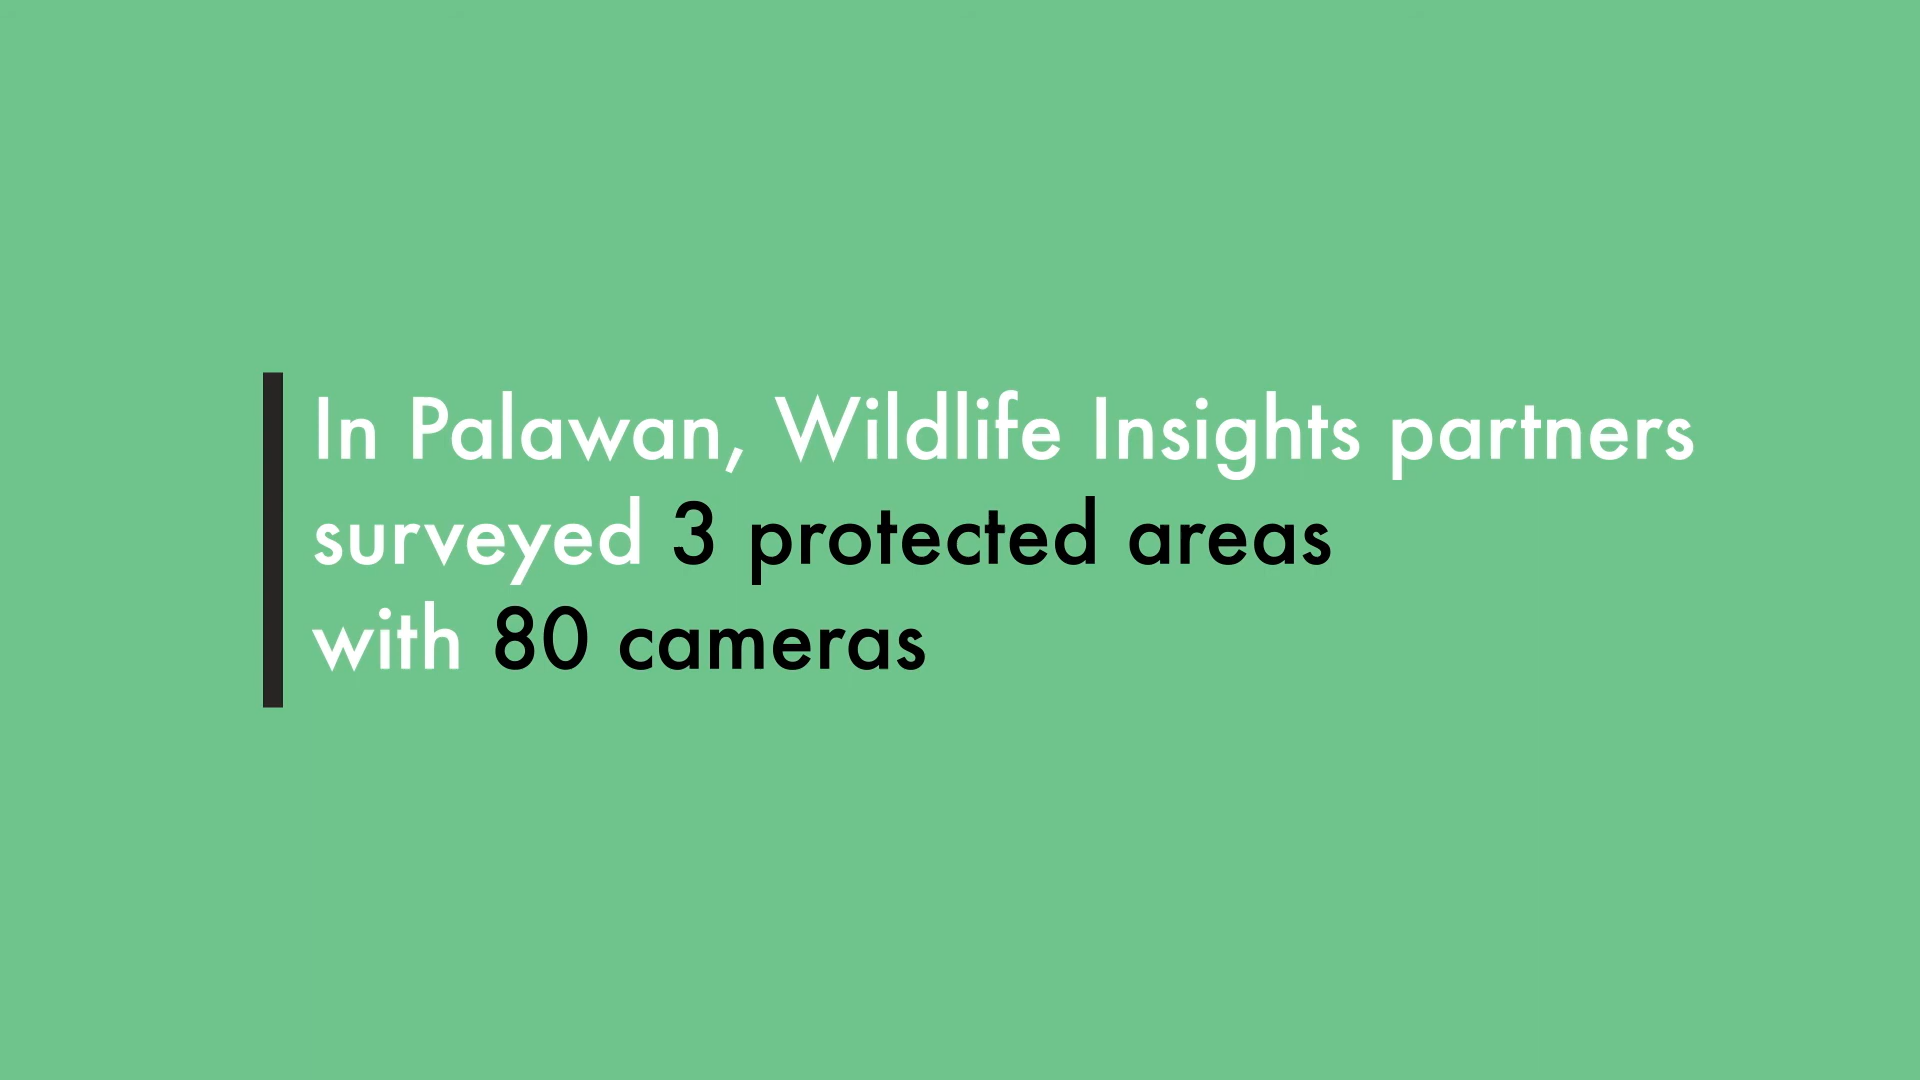 In Palawan, Wildlife Insights partners
surveyed 3 protected areas
with 80 cameras